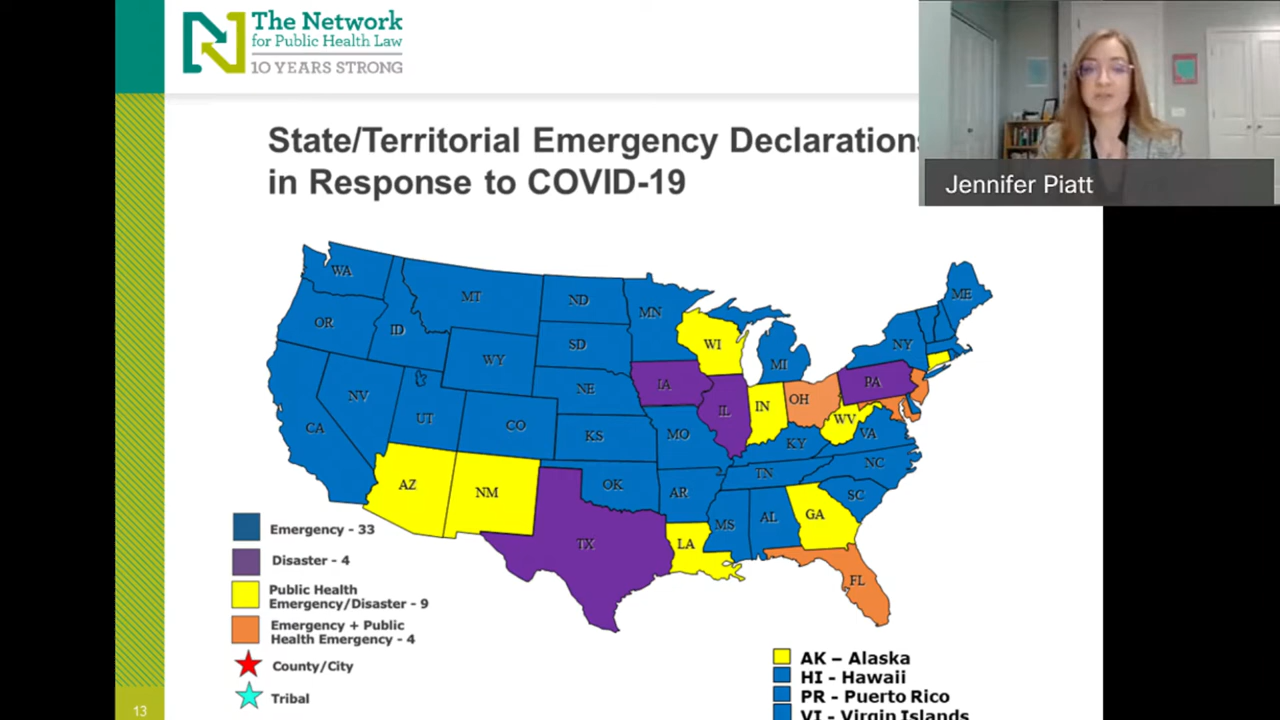 The Network
for Public Health Law
10 YEARS STRONG
State/Territorial Emergency Declarations
in Response to COVID-19
Jennifer Piatt
WA
MT
ND
MN
ME
OR
ID
SD
WI
NY
WY
MI
NE
IA
PA
NV
IL
IN
OH
UT
CO
WV
CA
KS
MO
KY
VA
TN
NC
AZ
NM
OK
AR
SC
MS
AL
GA
TX
LA
FL
Emergency - 33
Disaster - 4
Public Health
Emergency/Disaster - 9
Emergency + Public
Health Emergency - 4
County/City
Tribal
AK – Alaska
HI - Hawaii
PR - Puerto Rico
VI - Virgin Islands
13